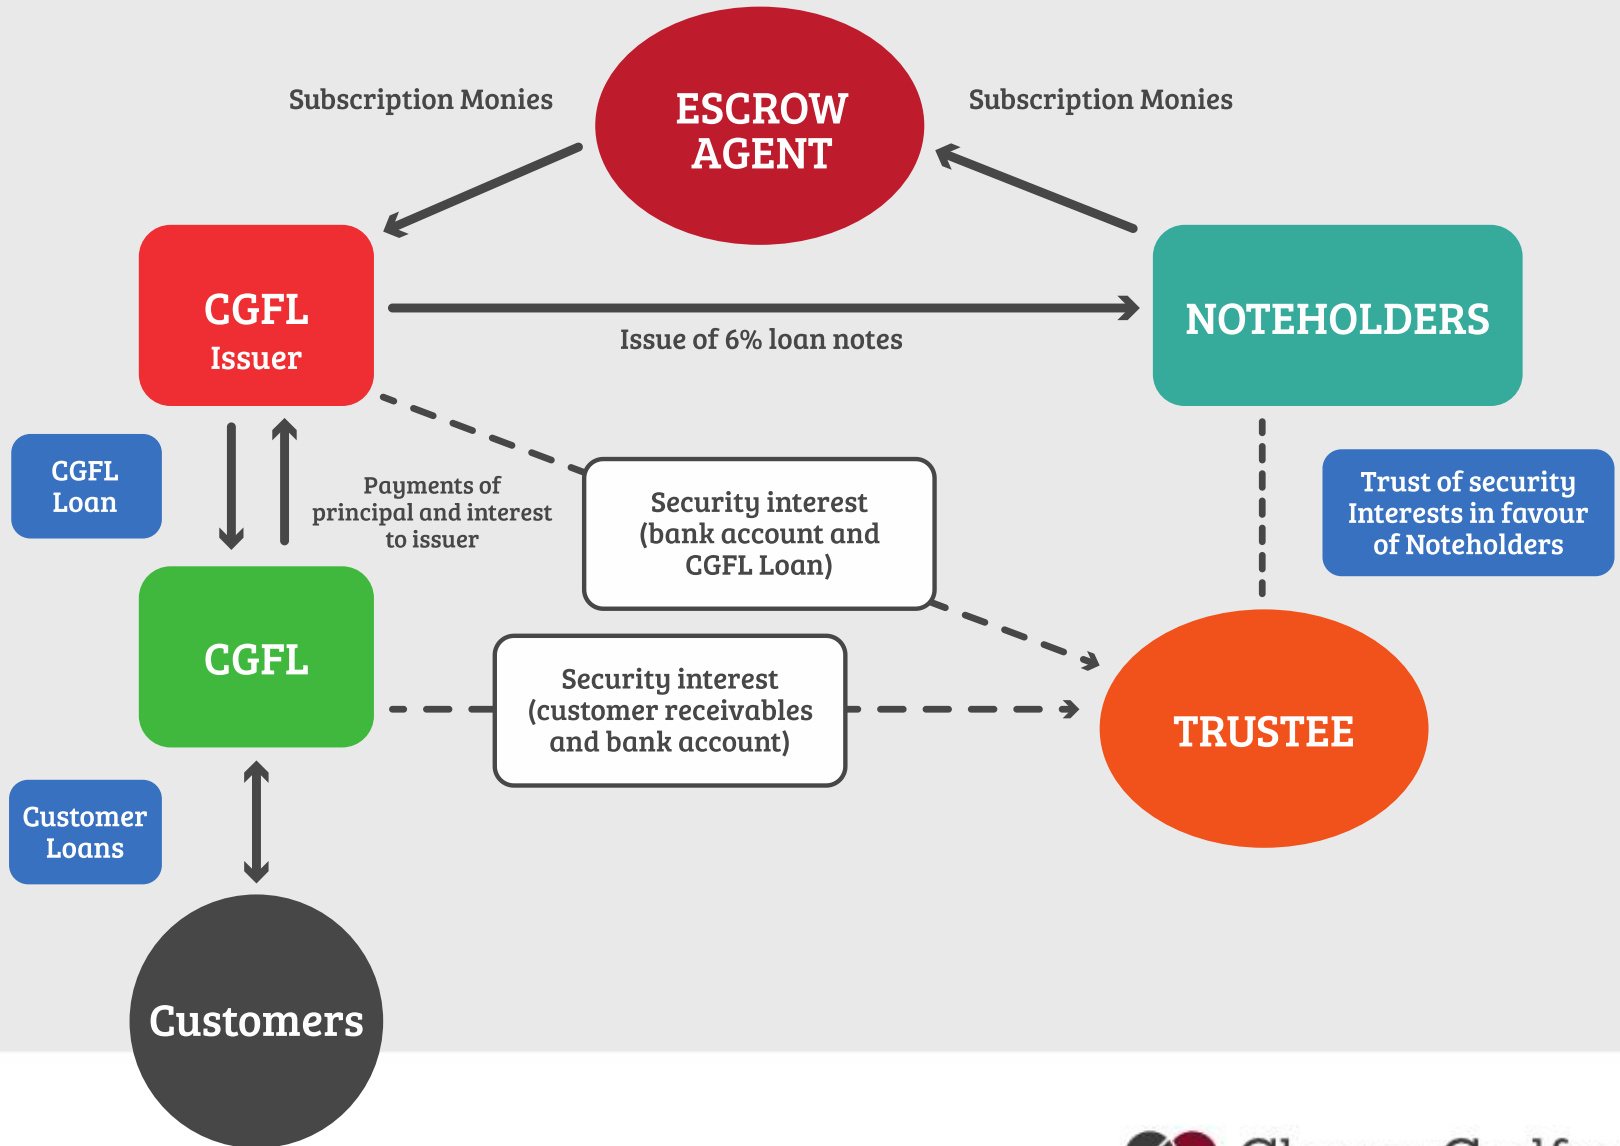 Subscription Monies
ESCROW
AGENT
Subscription Monies
CGFL
Issuer
Issue of 6% loan notes
NOTEHOLDERS
CGFL
Loan
Payments of
principal and interest
to issuer
Security interest
(bank account and
CGFL Loan)
Trust of security
Interests in favour
of Noteholders
CGFL
Security interest
(customer receivables
and bank account)
TRUSTEE
Customer
Loans
Customers